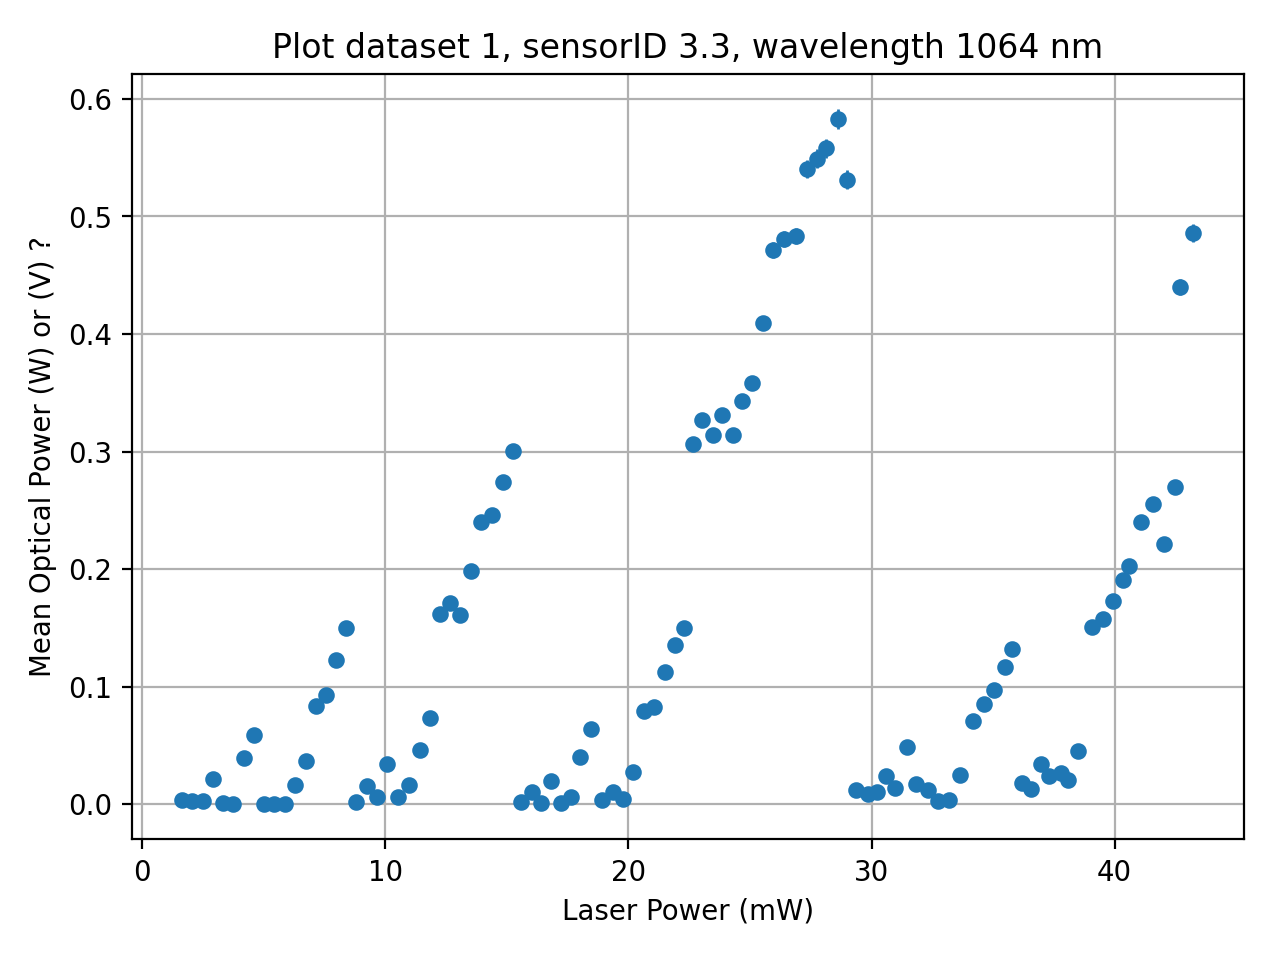 Plot dataset 1, sensorID 3.3, wavelength 1064 nm
Mean Optical Power (W) or (V) ?
0.6
0.5
0.4
0.3
0.2
0.1
0.0
0 10 20 30 40
Laser Power (mW)